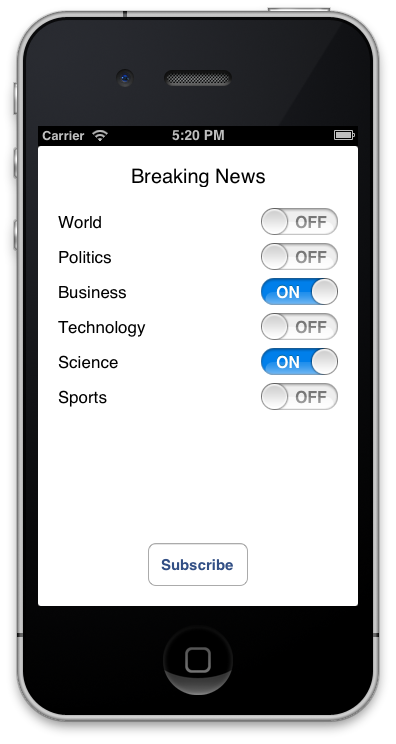 Carrier 5:20 PM
Breaking News
World OFF
Politics OFF
Business ON
Technology OFF
Science ON
Sports OFF
Subscribe